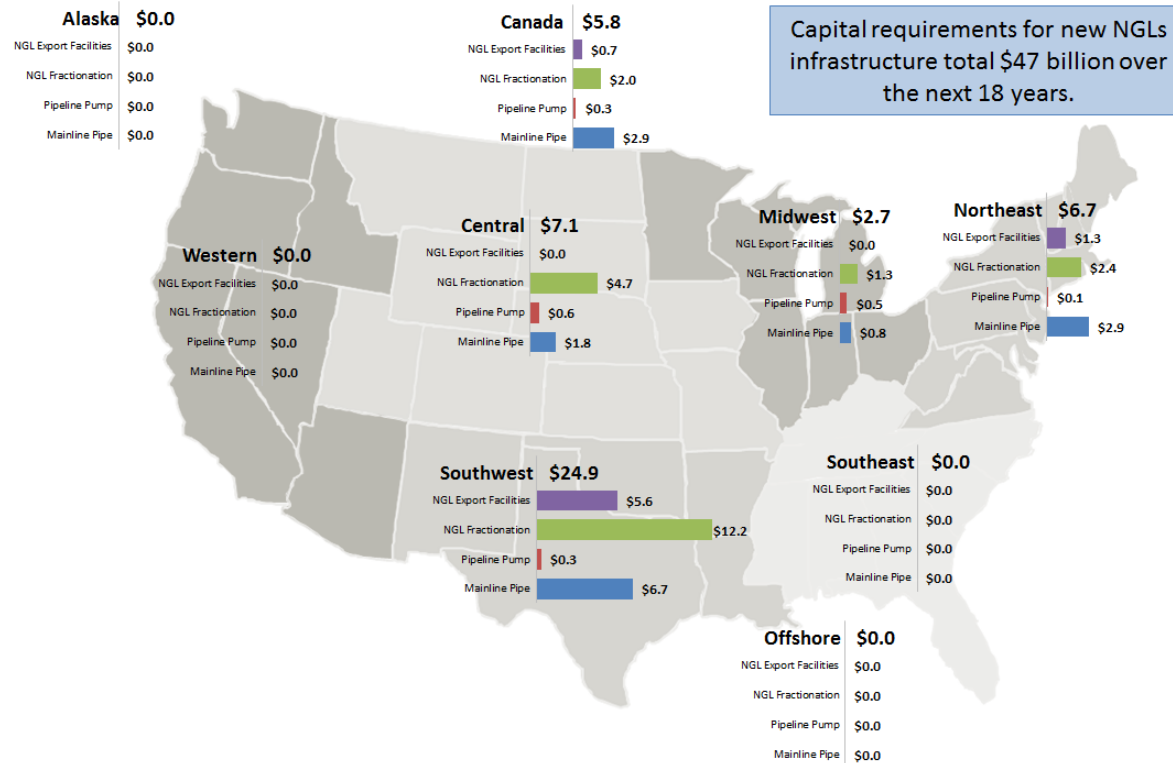 Alaska $0.0
NGL Export Facilities $0.0
NGL Fractionation $0.0
Pipeline Pump $0.0
Mainline Pipe $0.0
Canada $5.8
NGL Export Facilities $0.7
NGL Fractionation $2.0
Pipeline Pump $0.3
Mainline Pipe $2.9
Capital requirements for new NGLs
infrastructure total $47 billion over
the next 18 years.
Western $0.0
NGL Export Facilities $0.0
NGL Fractionation $0.0
Pipeline Pump $0.0
Mainline Pipe $0.0
Central $7.1
NGL Export Facilities $0.0
NGL Fractionation $4.7
Pipeline Pump $0.6
Mainline Pipe $1.8
Midwest $2.7
NGL Export Facilities $0.0
NGL Fractionation $1.3
Pipeline Pump $0.5
Mainline Pipe $0.8
Northeast $6.7
NGL Export Facilities $1.3
NGL Fractionation $2.4
Pipeline Pump $0.1
Mainline Pipe $2.9
Southwest $24.9
NGL Export Facilities $5.6
NGL Fractionation $12.2
Pipeline Pump $0.3
Mainline Pipe $6.7
Southeast $0.0
NGL Export Facilities $0.0
NGL Fractionation $0.0
Pipeline Pump $0.0
Mainline Pipe $0.0
Offshore $0.0
NGL Export Facilities $0.0
NGL Fractionation $0.0
Pipeline Pump $0.0
Mainline Pipe $0.0